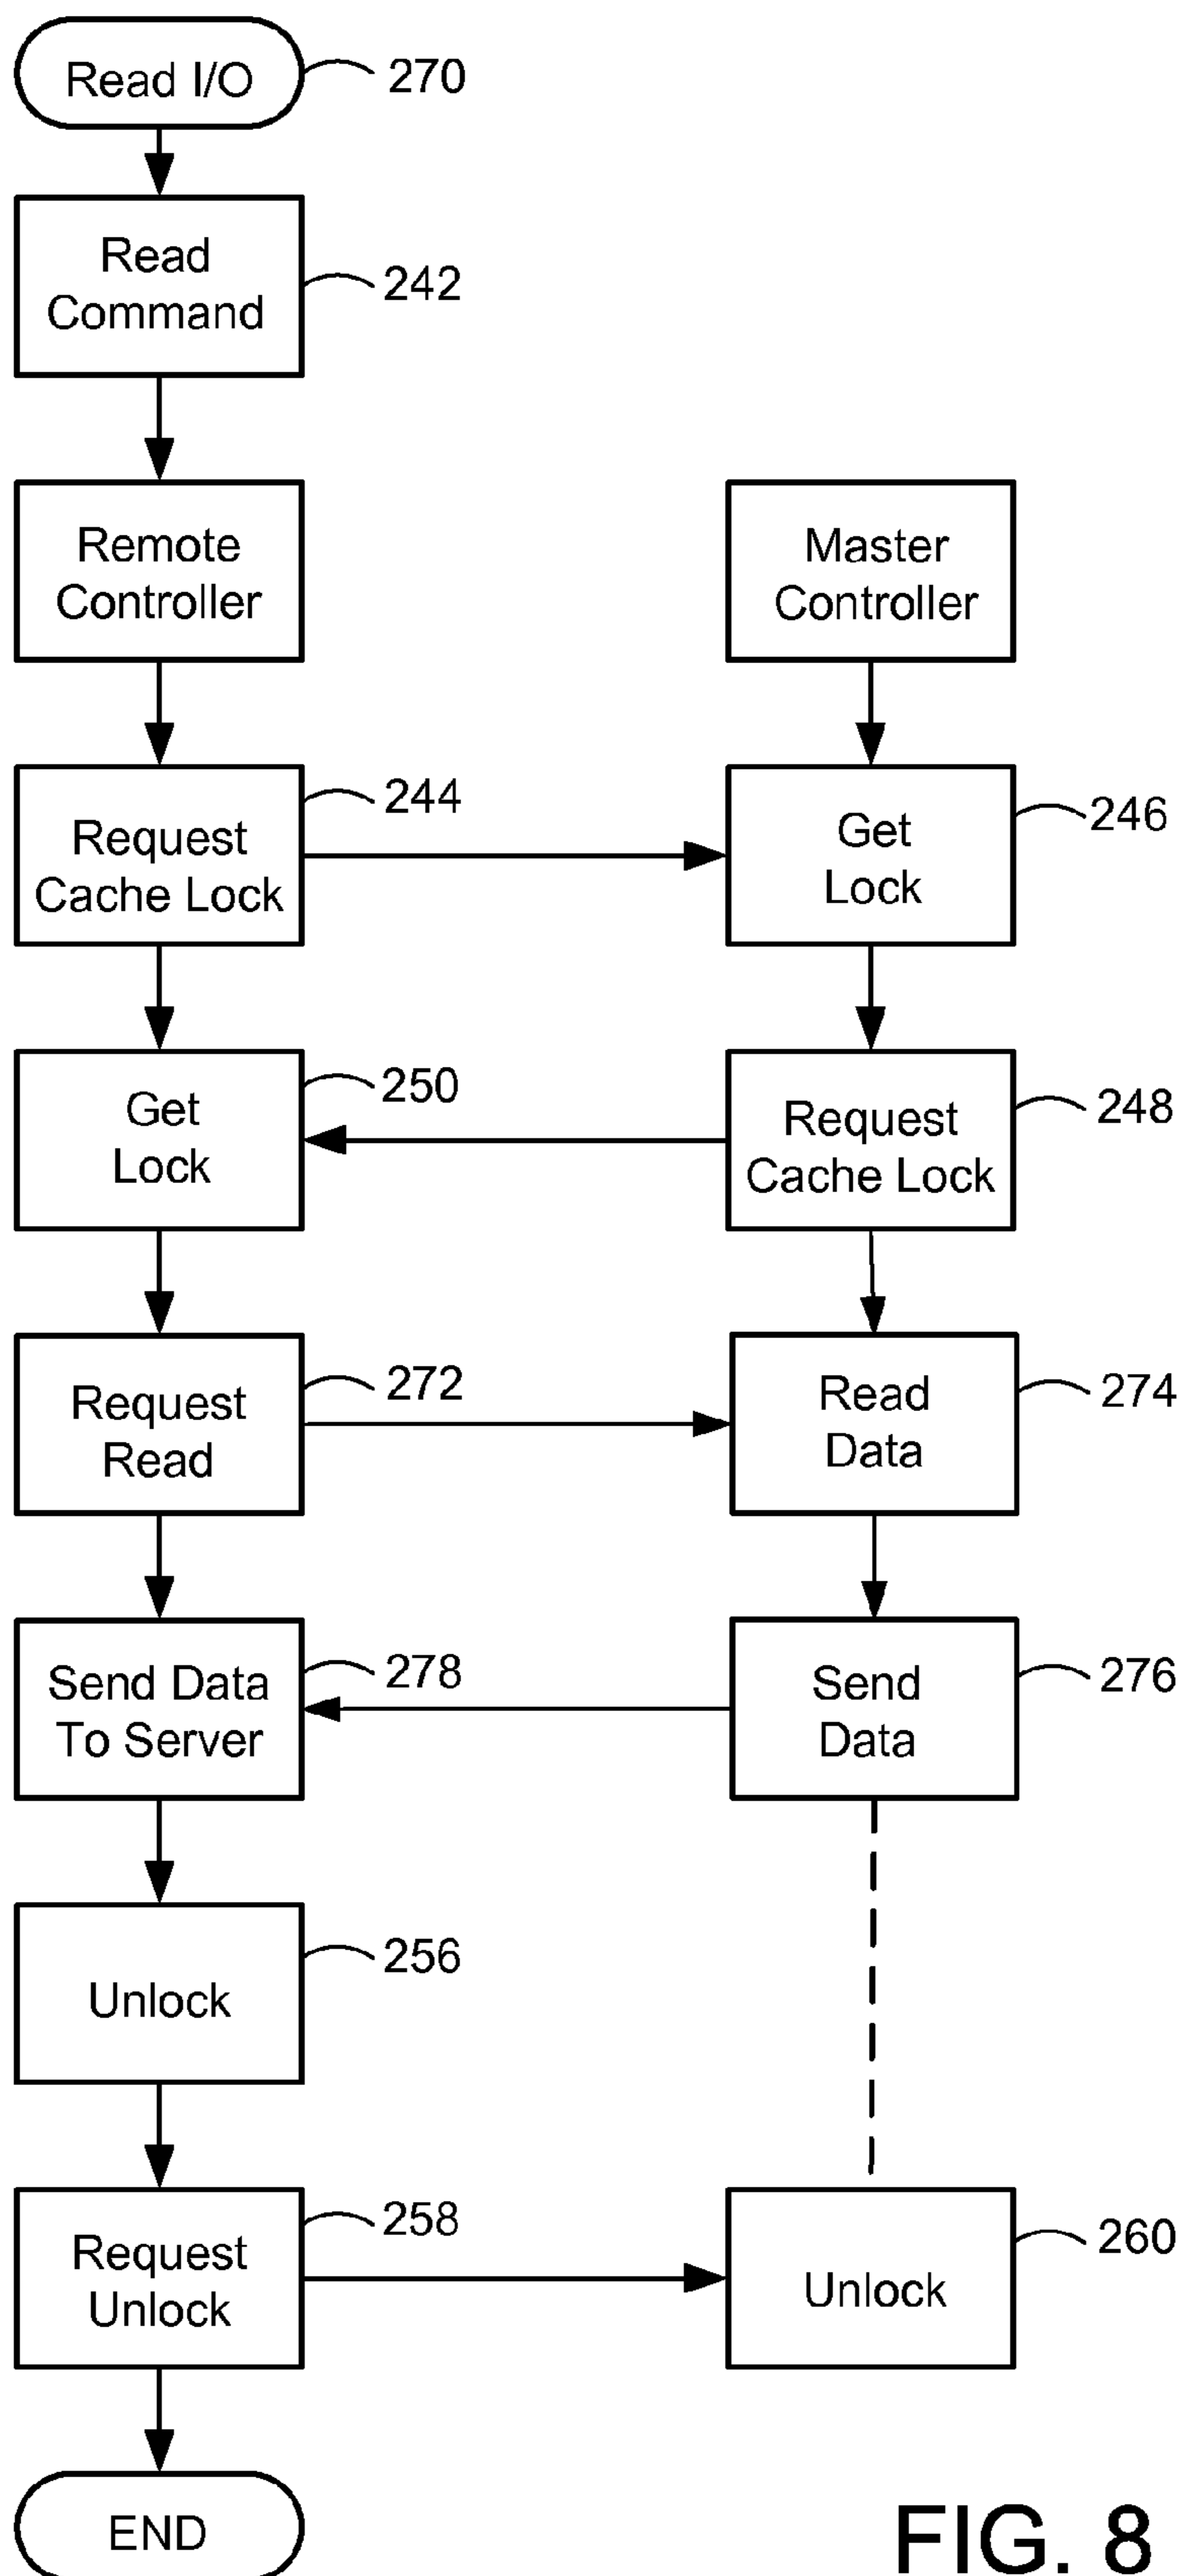 Read I/O
270
Read
Command
242
Remote
Controller
Master
Controller
Request
Cache Lock
244
Get
Lock
246
Get
Lock
250
Request
Cache Lock
248
Request
Read
272
Read
Data
274
Send Data
To Server
278
Send
Data
276
Unlock
256
Request
Unlock
258
Unlock
260
END
FIG. 8